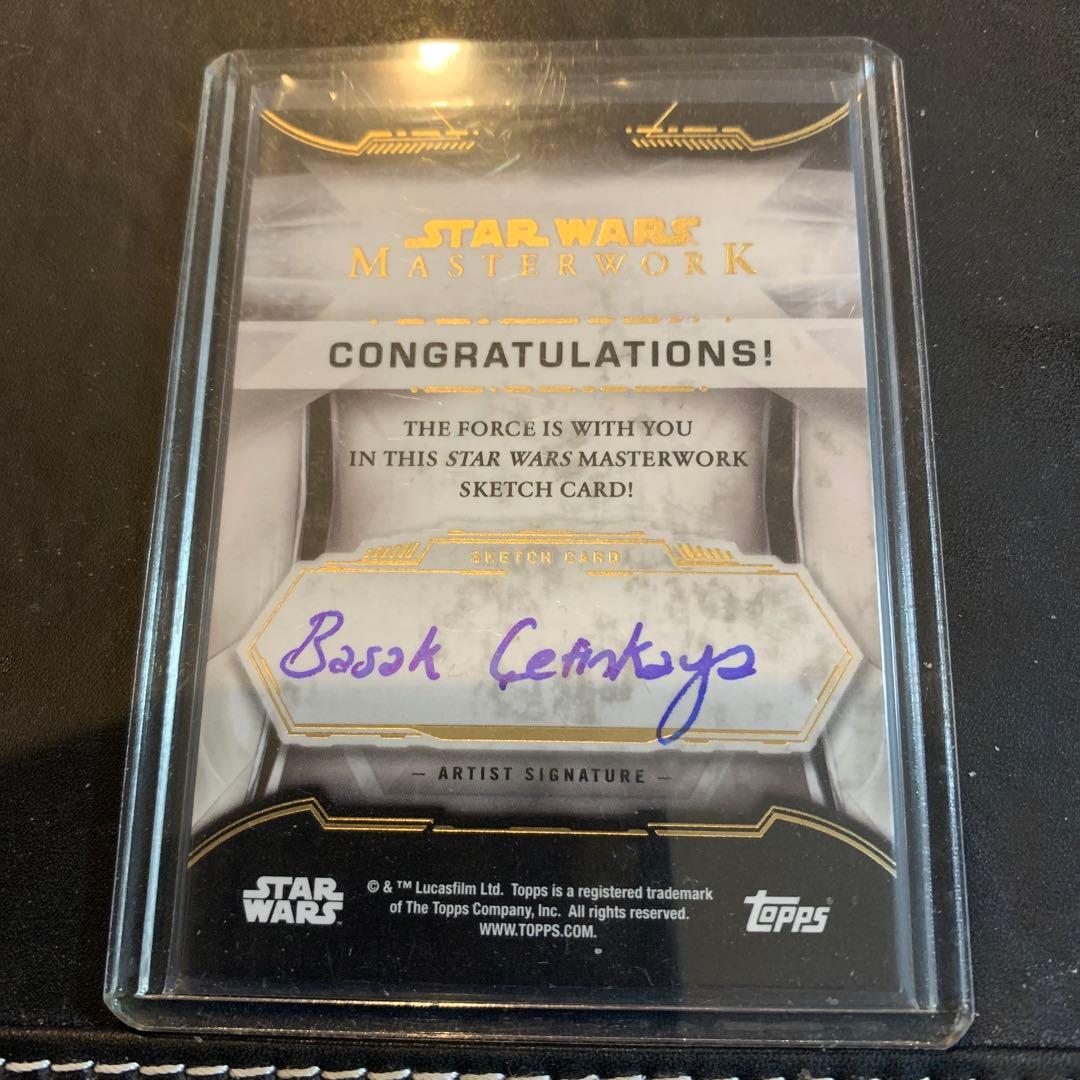 STAR WARS
MASTERWORK
CONGRATULATIONS!
THE FORCE IS WITH YOU
IN THIS STAR WARS MASTERWORK
SKETCH CARD!
SKETCH CARD
Basak Cetinkaya
– ARTIST SIGNATURE –
STAR WARS
© & ™ Lucasfilm Ltd. Topps is a registered trademark
of The Topps Company, Inc. All rights reserved.
WWW.TOPPS.COM.
TOPPS®